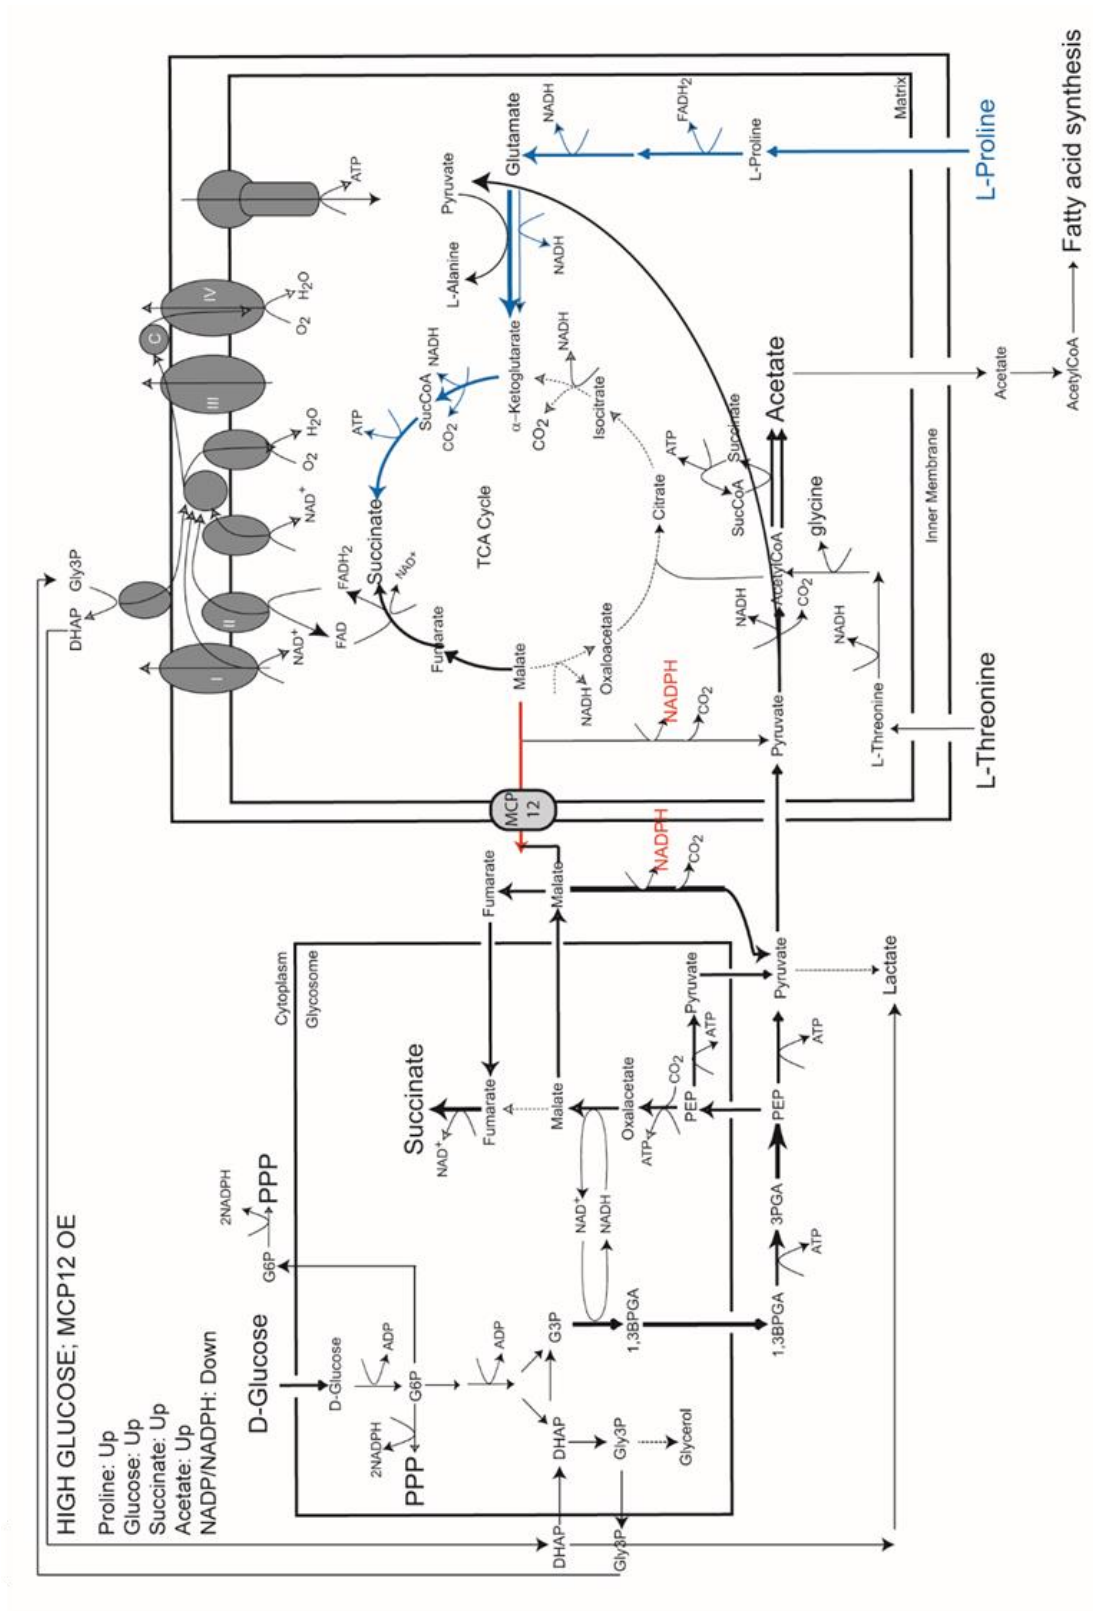 HIGH GLUCOSE; MCP12 OE
Proline: Up
Glucose: Up
Succinate: Up
Acetate: Up
NADP/NADPH: Down
DHAP
Gly3P
D-Glucose
D-Glucose
ADP
G6P
2NADPH
PPP
G6P
2NADPH
PPP
ADP
DHAP
G3P
Gly3P
Glycerol
DHAP
Gly3P
1,3BPGA
NAD+
NADH
Cytoplasm
Glycosome
Succinate
NAD+
Fumarate
Malate
Oxalacetate
ATP
CO2
PEP
ATP
Pyruvate
1,3BPGA
ATP
3PGA
PEP
ATP
Pyruvate
Lactate
Fumarate
Malate
NADPH
CO2
MCP
12
I
NAD+
II
FAD
FADH2
NAD+
O2
H2O
III
C
IV
O2
H2O
ATP
TCA Cycle
Malate
Fumarate
NAD+
Succinate
ATP
SucCoA
NADH
CO2
α-Ketoglutarate
NADH
CO2
Isocitrate
Citrate
Oxaloacetate
NADH
NADPH
CO2
Pyruvate
NADH
CO2
AcetylCoA
SucCoA
ATP
Succinate
Acetate
L-Alanine
Pyruvate
NADH
Glutamate
NADH
FADH2
L-Proline
Matrix
L-Proline
L-Threonine
NADH
glycine
L-Threonine
Inner Membrane
Acetate
AcetylCoA
Fatty acid synthesis